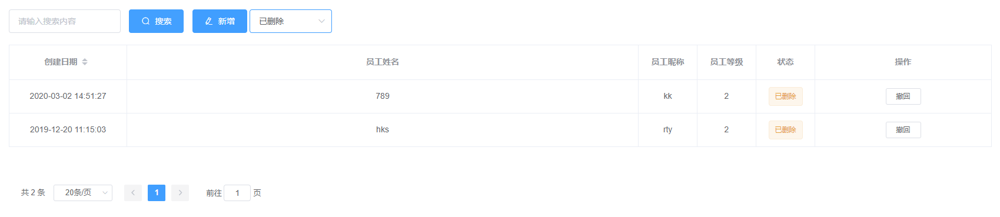 请输入搜索内容 搜索 新增 已删除
创建日期 员工姓名 员工昵称 员工等级 状态 操作
2020-03-02 14:51:27 789 kk 2 已删除 撤回
2019-12-20 11:15:03 hks rty 2 已删除 撤回
共 2 条 20条/页 1 前往 1 页